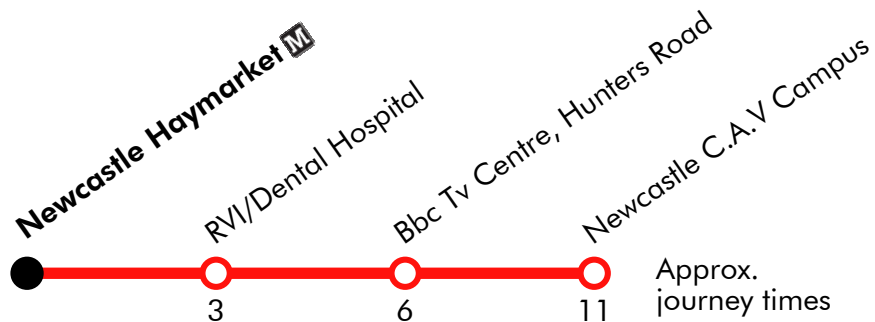 Newcastle Haymarket M
RVI/Dental Hospital
Bbc Tv Centre, Hunters Road
Newcastle C.A.V Campus
3
6
11
Approx.
journey times